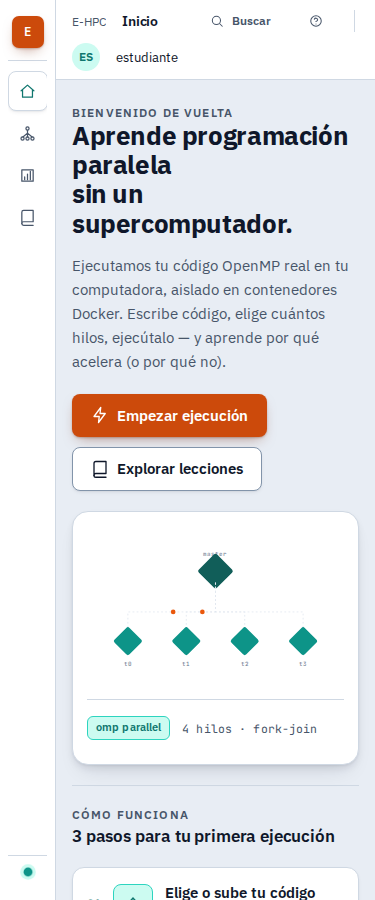 E
E-HPC Inicio Buscar
ES estudiante
BIENVENIDO DE VUELTA
Aprende programación
paralela
sin un
supercomputador.
Ejecutamos tu código OpenMP real en tu
computadora, aislado en contenedores
Docker. Escribe código, elige cuántos
hilos, ejecútalo — y aprende por qué
acelera (o por qué no).
Empezar ejecución
Explorar lecciones
master
t0 t1 t2 t3
omp parallel 4 hilos · fork-join
CÓMO FUNCIONA
3 pasos para tu primera ejecución
Elige o sube tu código